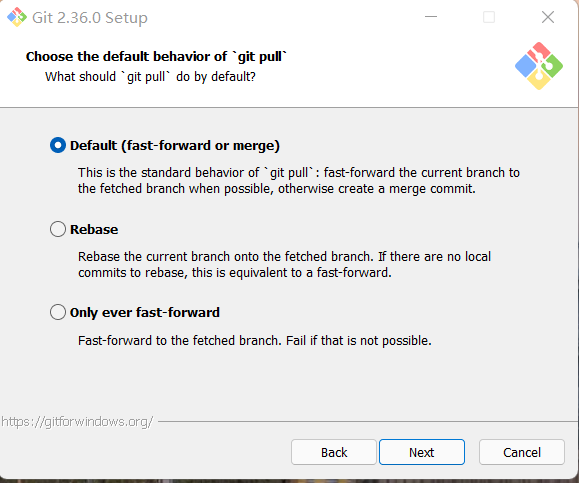 Git 2.36.0 Setup
Choose the default behavior of `git pull`
What should `git pull` do by default?
Default (fast-forward or merge)
This is the standard behavior of `git pull`: fast-forward the current branch to
the fetched branch when possible, otherwise create a merge commit.
Rebase
Rebase the current branch onto the fetched branch. If there are no local
commits to rebase, this is equivalent to a fast-forward.
Only ever fast-forward
Fast-forward to the fetched branch. Fail if that is not possible.
https://gitforwindows.org/
Back
Next
Cancel